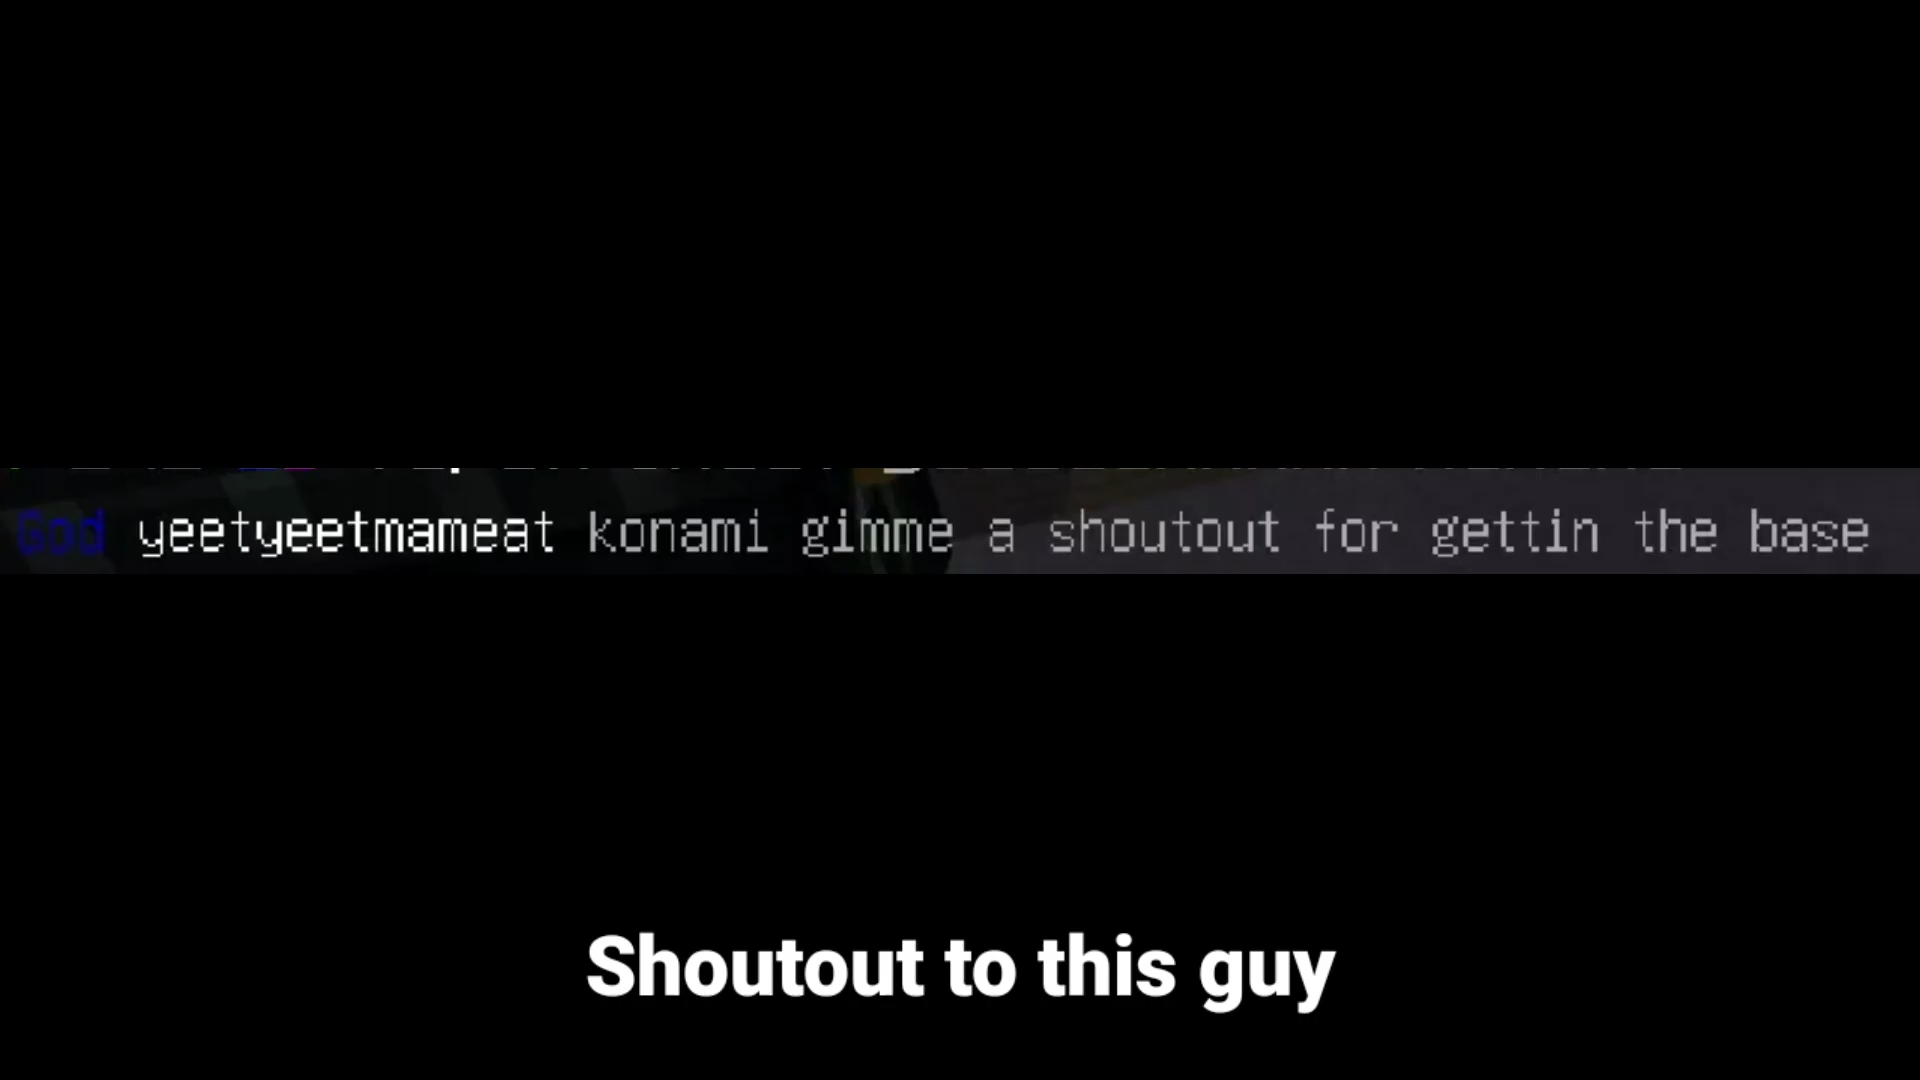 God yeetyeetmameat konami gimme a shoutout for gettin the base
Shoutout to this guy